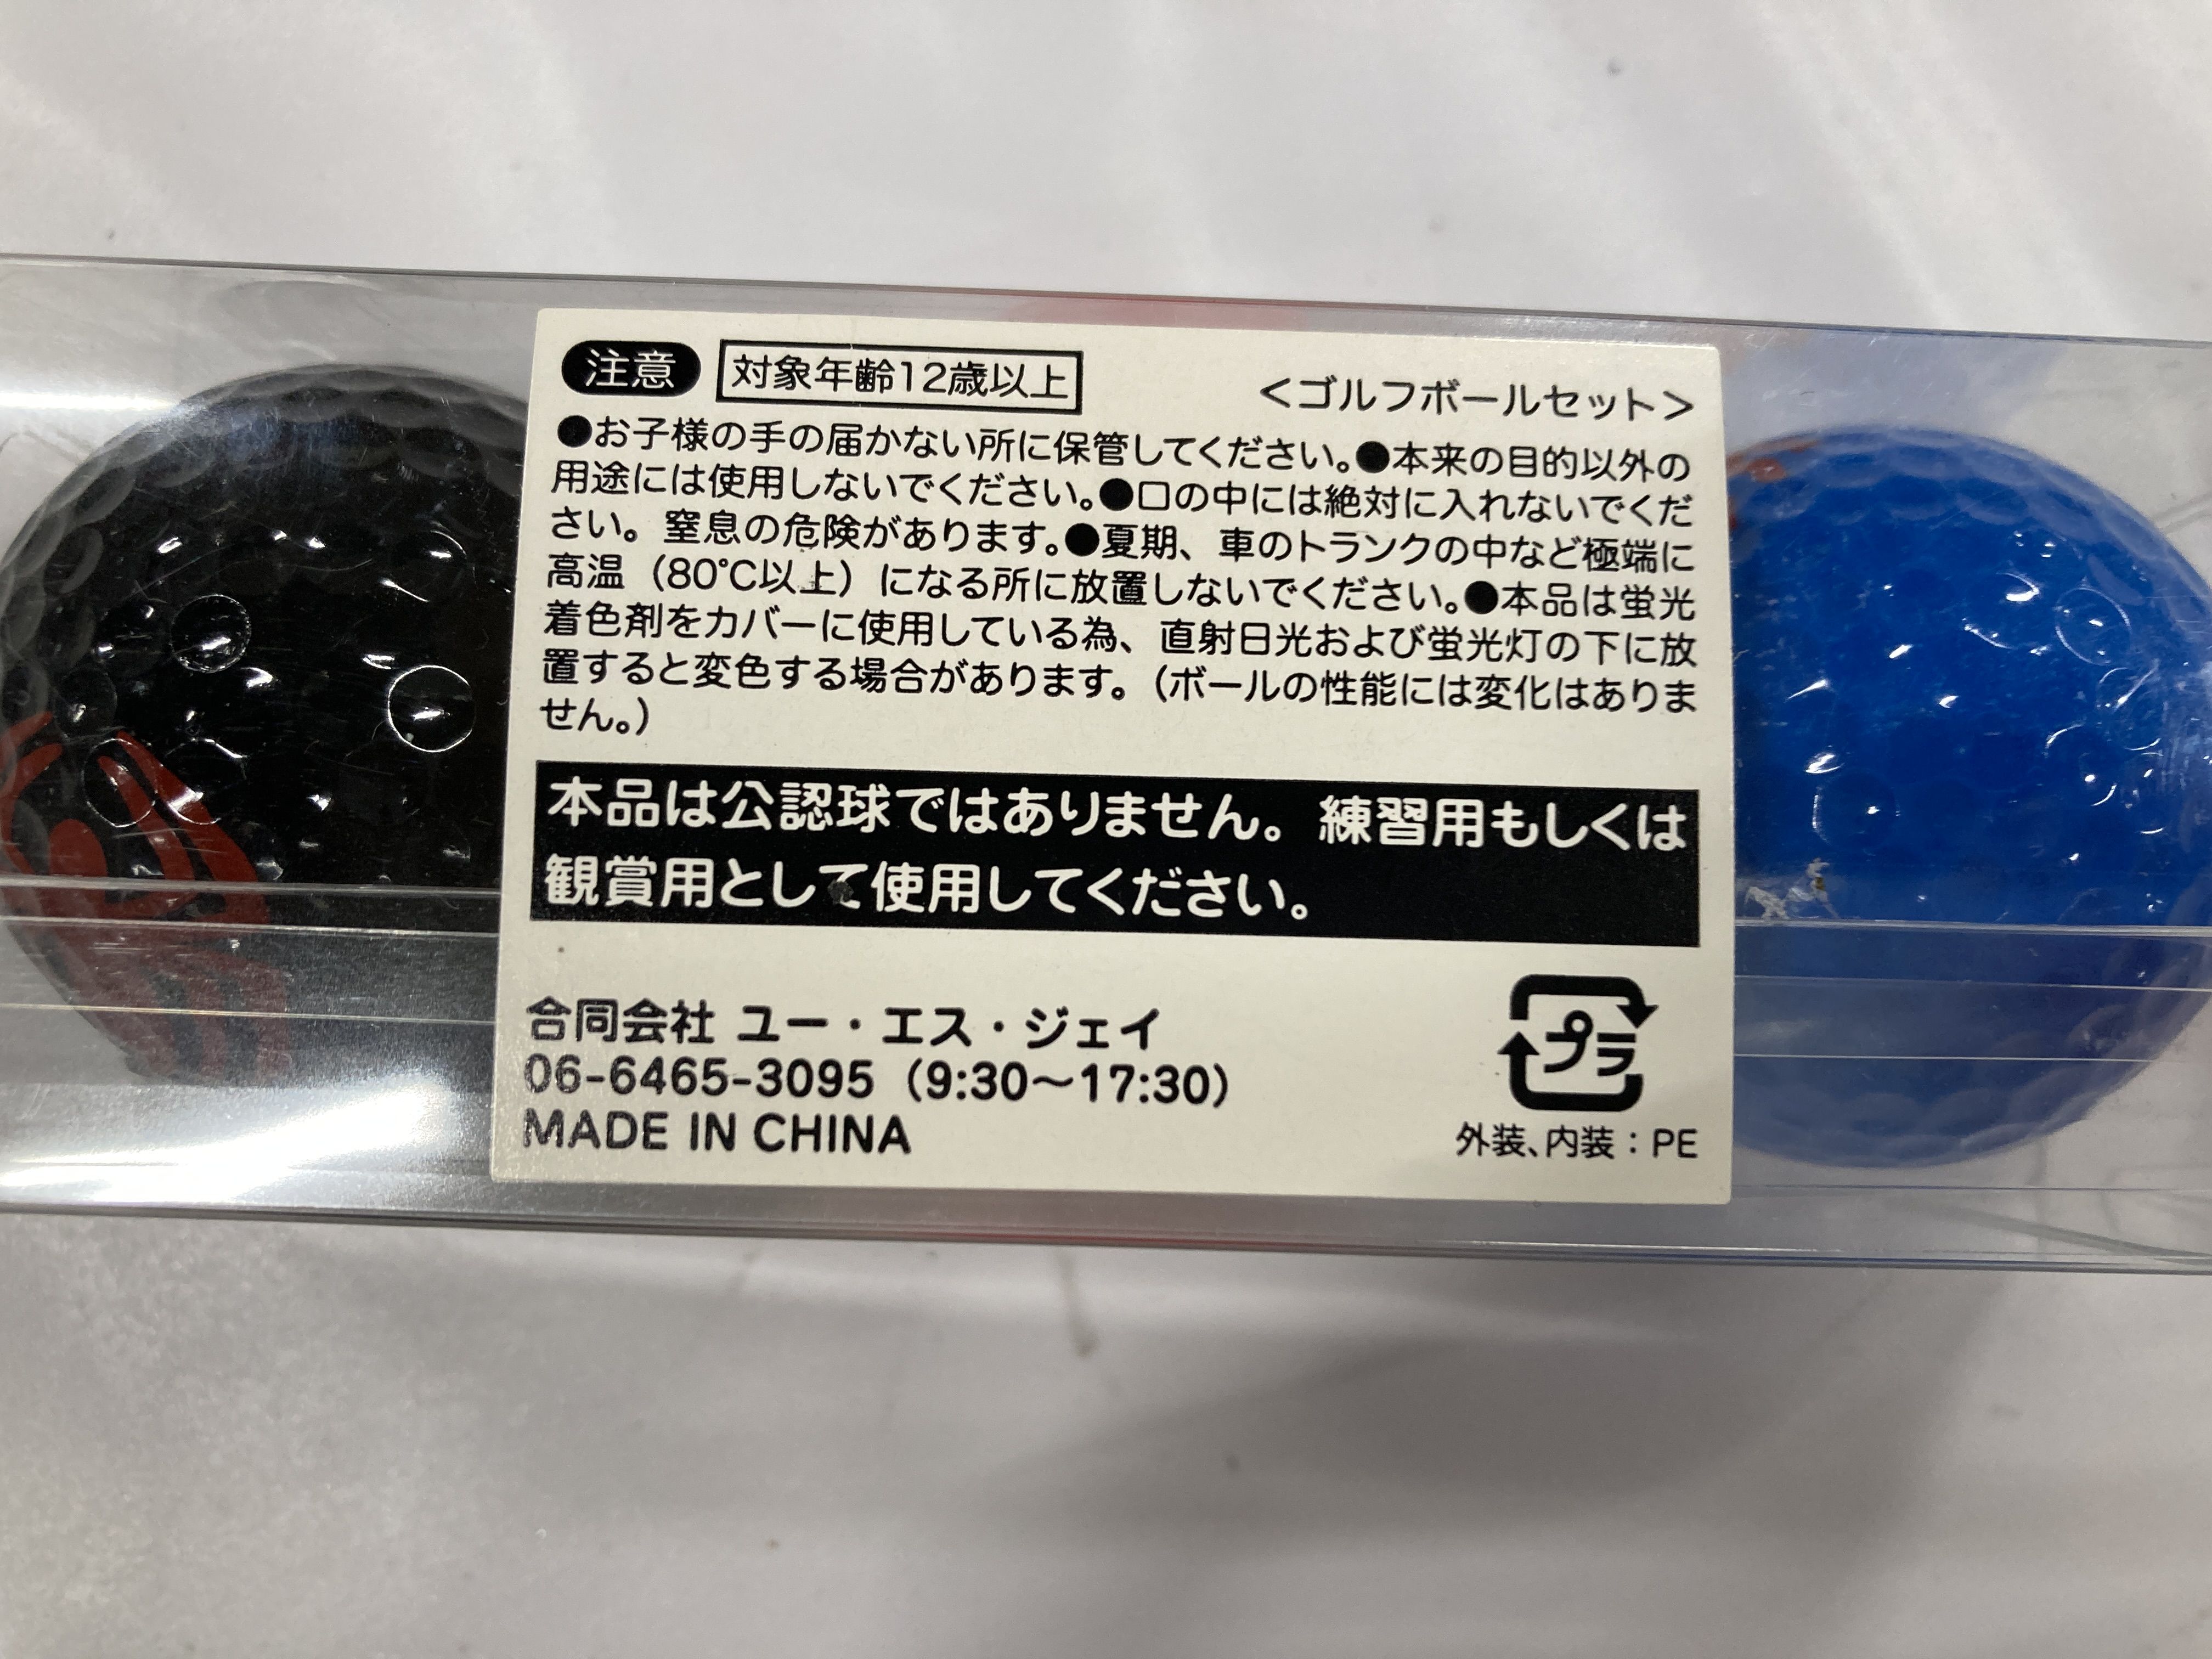 注意 対象年齢12歳以上 <ゴルフボールセット>
●お子様の手の届かない所に保管してください。●本来の目的以外の
用途には使用しないでください。●口の中には絶対に入れないでくだ
さい。窒息の危険があります。●夏期、車のトランクの中など極端に
高温（80℃以上）になる所に放置しないでください。●本品は蛍光
着色剤をカバーに使用している為、直射日光および蛍光灯の下に放
置すると変色する場合があります。（ボールの性能には変化はありま
せん。）
本品は公認球ではありません。練習用もしくは
観賞用として使用してください。
合同会社 ユー・エス・ジェイ
06-6465-3095（9:30〜17:30）
MADE IN CHINA
プラ
外装、内装：PE